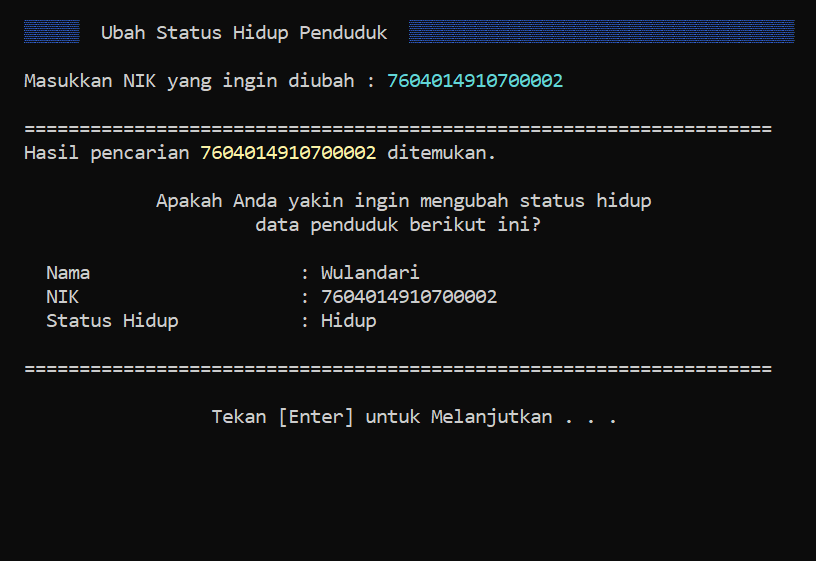 Ubah Status Hidup Penduduk
Masukkan NIK yang ingin diubah : 7604014910700002
====================================================================
Hasil pencarian 7604014910700002 ditemukan.
Apakah Anda yakin ingin mengubah status hidup
data penduduk berikut ini?
Nama : Wulandari
NIK : 7604014910700002
Status Hidup : Hidup
====================================================================
Tekan [Enter] untuk Melanjutkan . . .